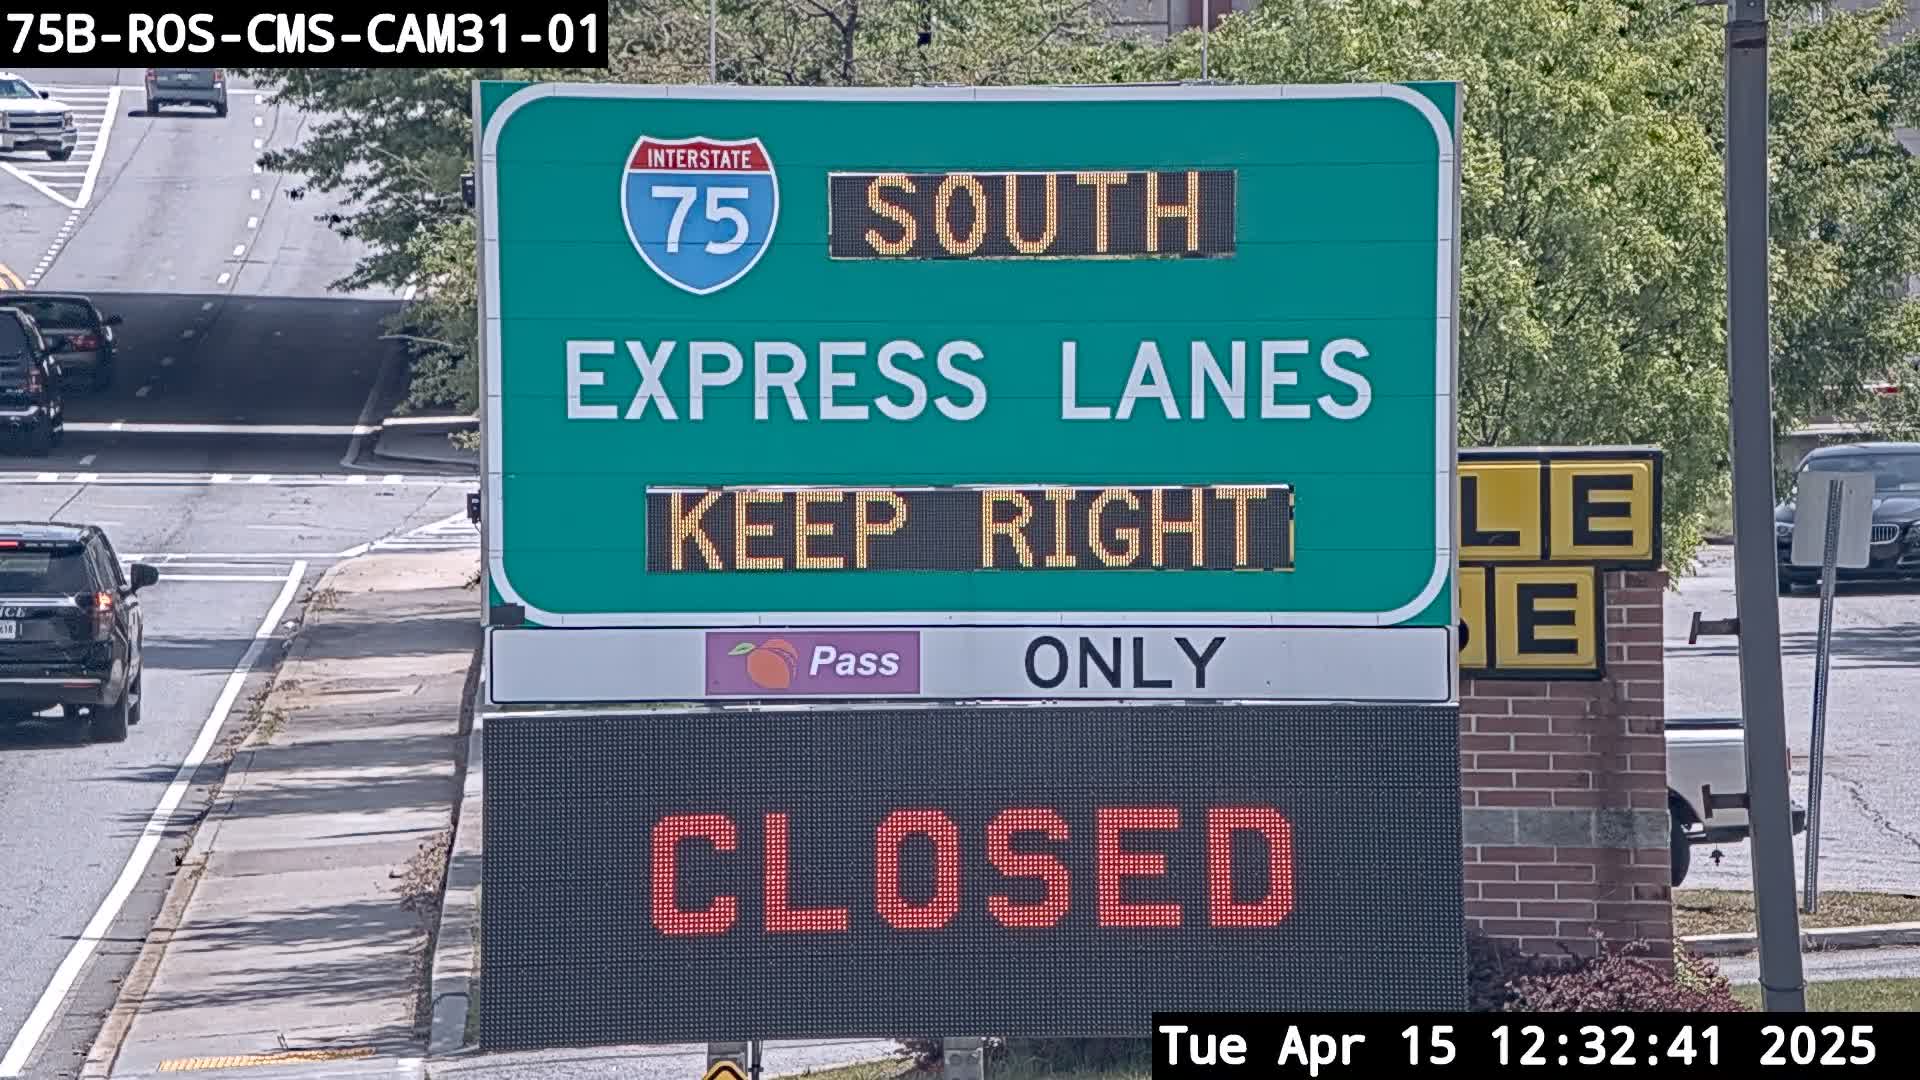 75B-ROS-CMS-CAM31-01
INTERSTATE
75
SOUTH
EXPRESS LANES
KEEP RIGHT
LE
E
Pass ONLY
CLOSED
Tue Apr 15 12:32:41 2025